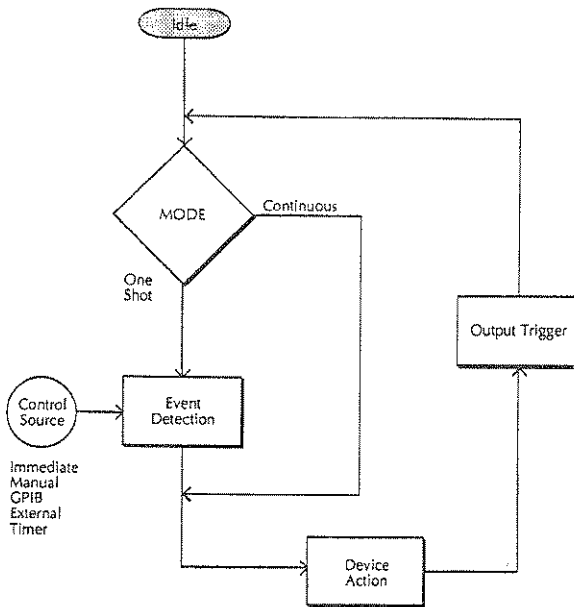 Idle
MODE
Continuous
One
Shot
Output Trigger
Control
Source
Event
Detection
Immediate
Manual
GPIB
External
Timer
Device
Action